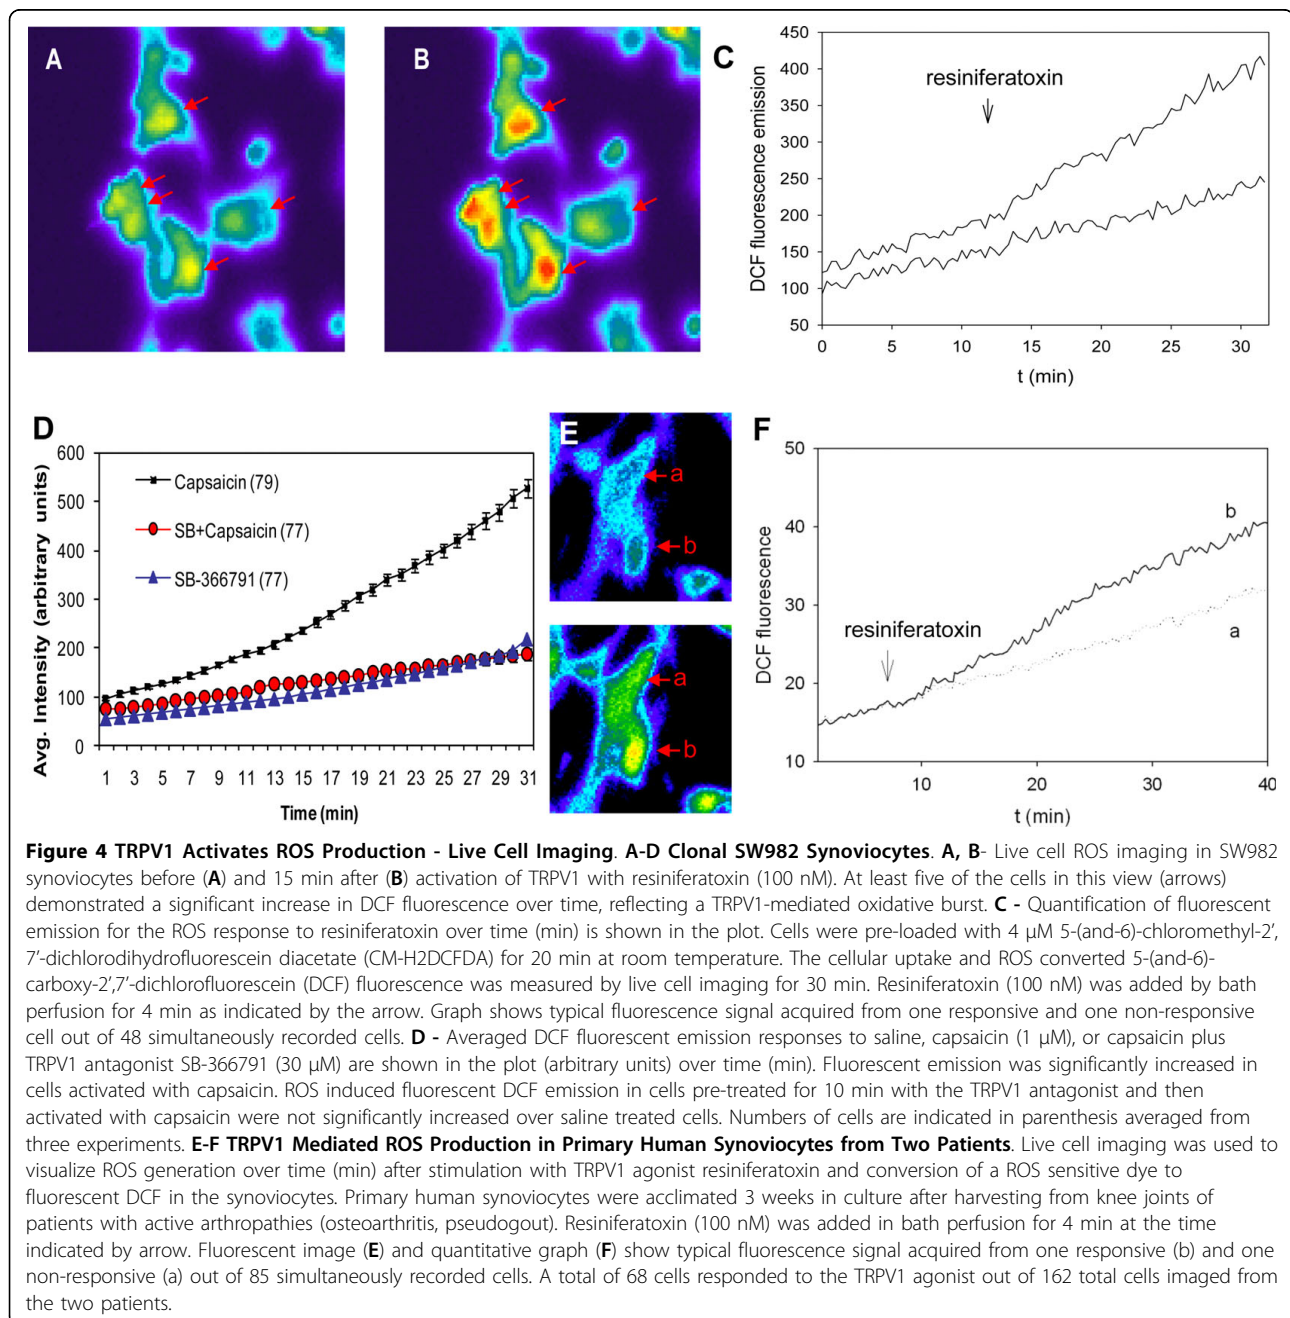 A
B
C
450
400
350
300
250
200
150
100
50
DCF fluorescence emission
resiniferatoxin
0 5 10 15 20 25 30
t (min)
D
600
500
400
300
200
100
0
Avg. Intensity (arbitrary units)
Capsaicin (79)
SB+Capsaicin (77)
SB-366791 (77)
1 3 5 7 9 11 13 15 17 19 21 23 25 27 29 31
Time (min)
E
a
b
a
b
F
50
40
30
20
10
DCF fluorescence
resiniferatoxin
b
a
10 20 30 40
t (min)
Figure 4 TRPV1 Activates ROS Production - Live Cell Imaging. A-D Clonal SW982 Synoviocytes. A, B- Live cell ROS imaging in SW982
synoviocytes before (A) and 15 min after (B) activation of TRPV1 with resiniferatoxin (100 nM). At least five of the cells in this view (arrows)
demonstrated a significant increase in DCF fluorescence over time, reflecting a TRPV1-mediated oxidative burst. C - Quantification of fluorescent
emission for the ROS response to resiniferatoxin over time (min) is shown in the plot. Cells were pre-loaded with 4 μM 5-(and-6)-chloromethyl-2′,
7′-dichlorodihydrofluorescein diacetate (CM-H2DCFDA) for 20 min at room temperature. The cellular uptake and ROS converted 5-(and-6)-
carboxy-2′,7′-dichlorofluorescein (DCF) fluorescence was measured by live cell imaging for 30 min. Resiniferatoxin (100 nM) was added by bath
perfusion for 4 min as indicated by the arrow. Graph shows typical fluorescence signal acquired from one responsive and one non-responsive
cell out of 48 simultaneously recorded cells. D - Averaged DCF fluorescent emission responses to saline, capsaicin (1 μM), or capsaicin plus
TRPV1 antagonist SB-366791 (30 μM) are shown in the plot (arbitrary units) over time (min). Fluorescent emission was significantly increased in
cells activated with capsaicin. ROS induced fluorescent DCF emission in cells pre-treated for 10 min with the TRPV1 antagonist and then
activated with capsaicin were not significantly increased over saline treated cells. Numbers of cells are indicated in parenthesis averaged from
three experiments. E-F TRPV1 Mediated ROS Production in Primary Human Synoviocytes from Two Patients. Live cell imaging was used to
visualize ROS generation over time (min) after stimulation with TRPV1 agonist resiniferatoxin and conversion of a ROS sensitive dye to
fluorescent DCF in the synoviocytes. Primary human synoviocytes were acclimated 3 weeks in culture after harvesting from knee joints of
patients with active arthropathies (osteoarthritis, pseudogout). Resiniferatoxin (100 nM) was added in bath perfusion for 4 min at the time
indicated by arrow. Fluorescent image (E) and quantitative graph (F) show typical fluorescence signal acquired from one responsive (b) and one
non-responsive (a) out of 85 simultaneously recorded cells. A total of 68 cells responded to the TRPV1 agonist out of 162 total cells imaged from
the two patients.